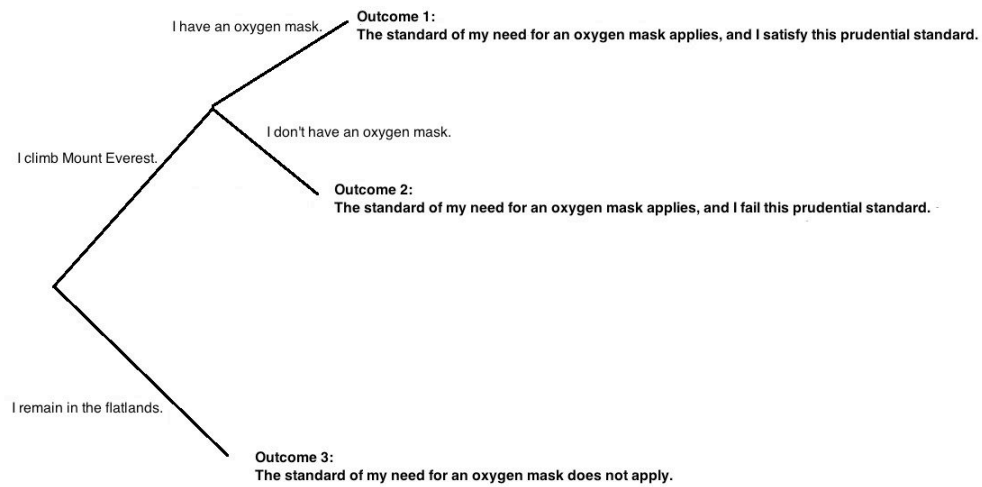 I have an oxygen mask.
Outcome 1:
The standard of my need for an oxygen mask applies, and I satisfy this prudential standard.
I don't have an oxygen mask.
I climb Mount Everest.
Outcome 2:
The standard of my need for an oxygen mask applies, and I fail this prudential standard.
I remain in the flatlands.
Outcome 3:
The standard of my need for an oxygen mask does not apply.